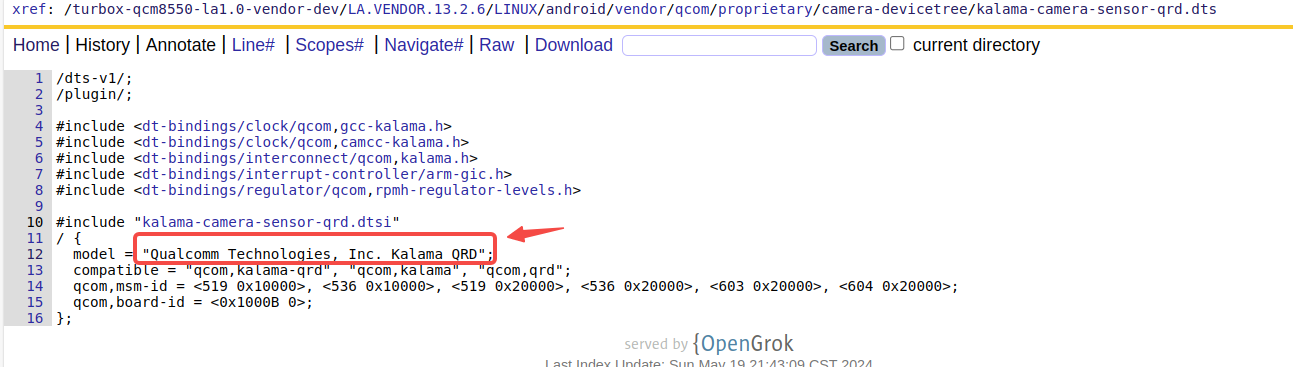 xref: /turbox-qcm8550-la1.0-vendor-dev/LA.VENDOR.13.2.6/LINUX/android/vendor/qcom/proprietary/camera-devicetree/kalama-camera-sensor-qrd.dts
Home | History | Annotate | Line# | Scopes# | Navigate# | Raw | Download Search current directory
1 /dts-v1/;
2 /plugin/;
3
4 #include <dt-bindings/clock/qcom,gcc-kalama.h>
5 #include <dt-bindings/clock/qcom,camcc-kalama.h>
6 #include <dt-bindings/interconnect/qcom,kalama.h>
7 #include <dt-bindings/interrupt-controller/arm-gic.h>
8 #include <dt-bindings/regulator/qcom,rpmh-regulator-levels.h>
9
10 #include "kalama-camera-sensor-qrd.dtsi"
11 / {
12 model = "Qualcomm Technologies, Inc. Kalama QRD";
13 compatible = "qcom,kalama-qrd", "qcom,kalama", "qcom,qrd";
14 qcom,msm-id = <519 0x10000>, <536 0x10000>, <519 0x20000>, <536 0x20000>, <603 0x20000>, <604 0x20000>;
15 qcom,board-id = <0x1000B 0>;
16 };
served by {OpenGrok
Last Index Update: Sun May 19 21:43:09 CST 2024